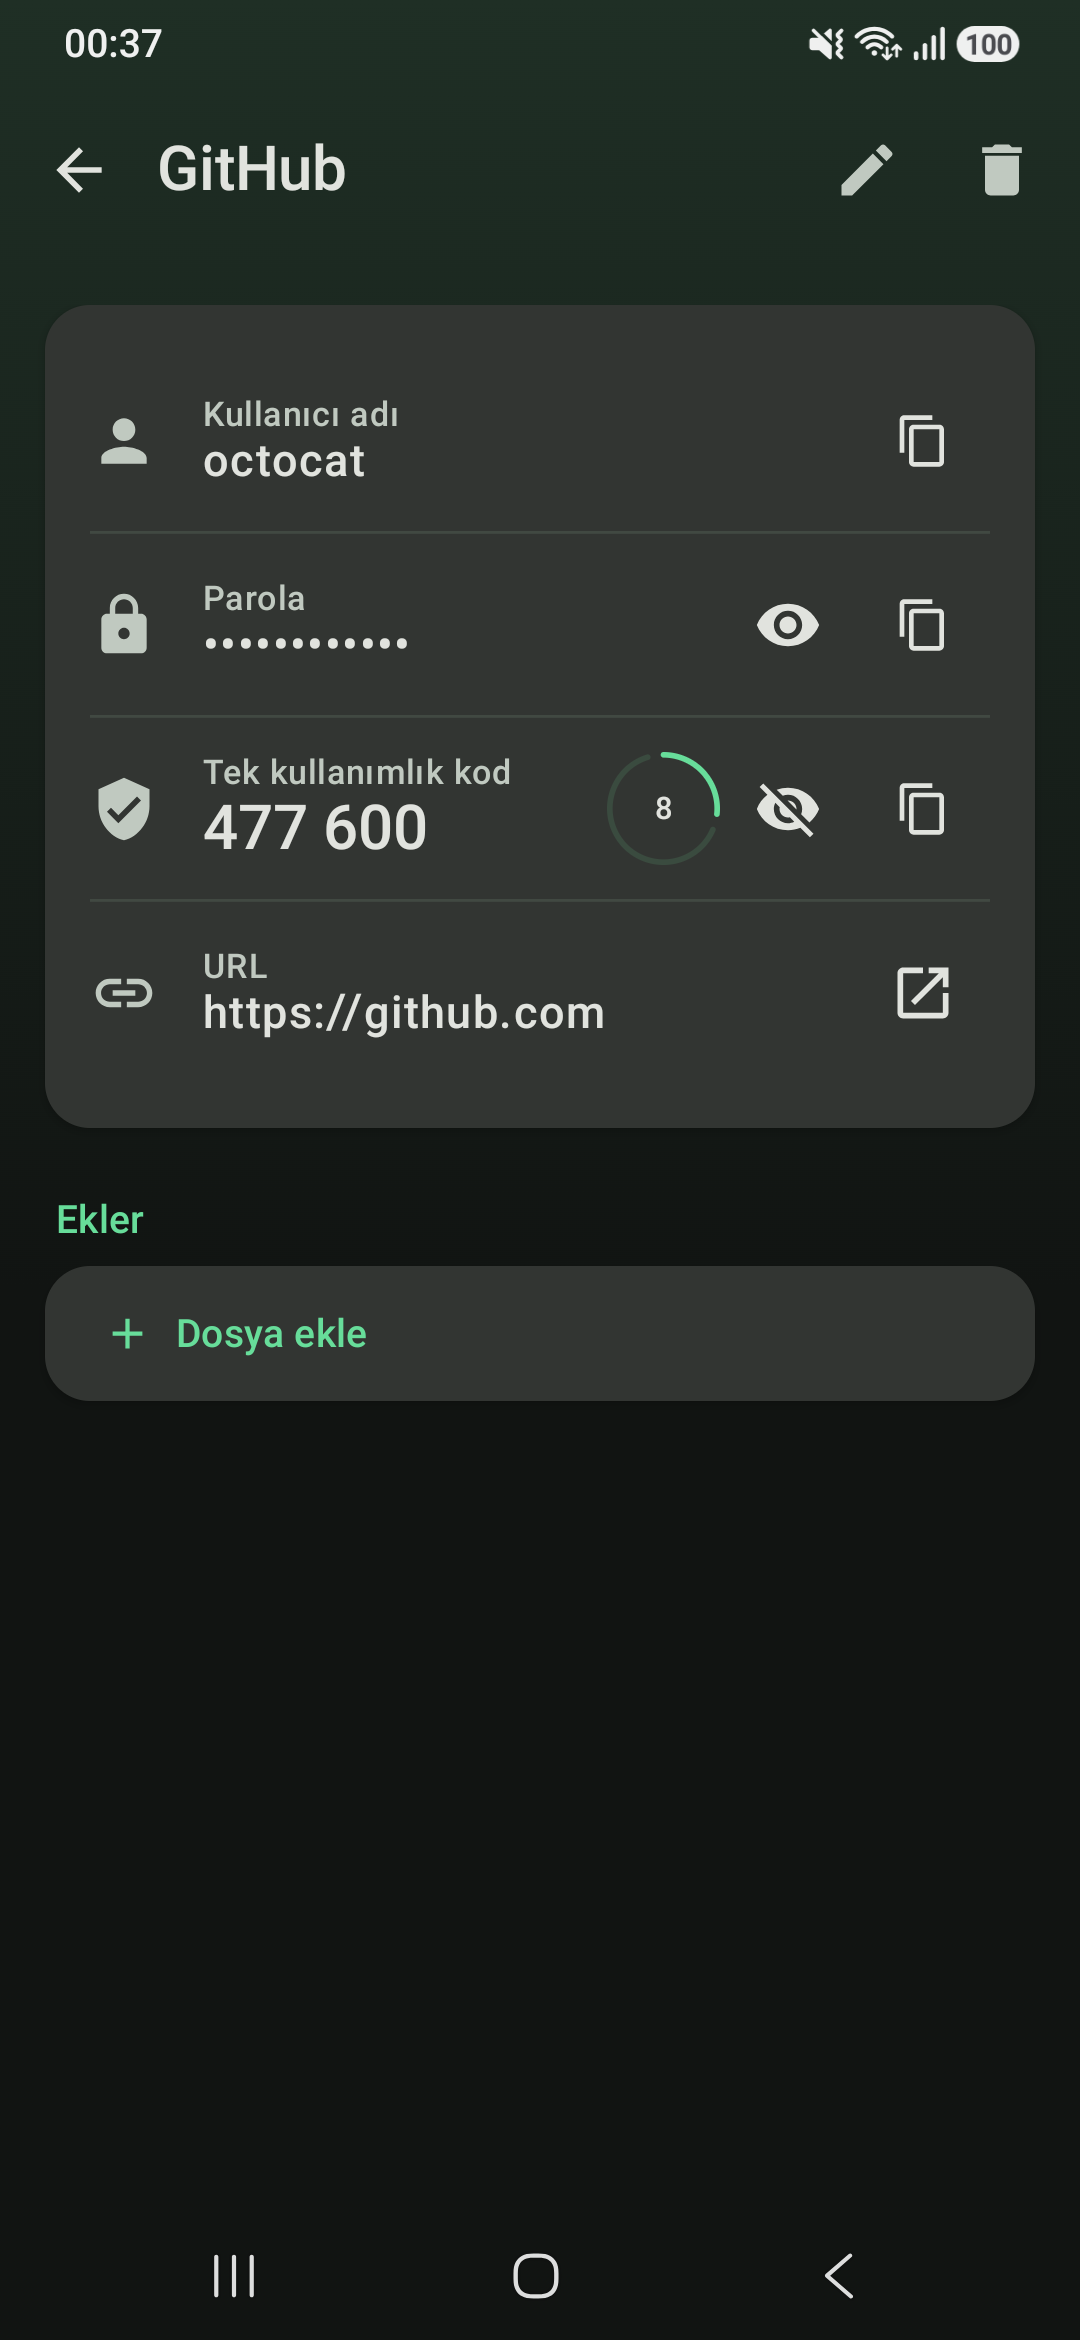 00:37
100
GitHub
Kullanıcı adı
octocat
Parola
••••••••••••
Tek kullanımlık kod
477 600
8
URL
https://github.com
Ekler
+ Dosya ekle